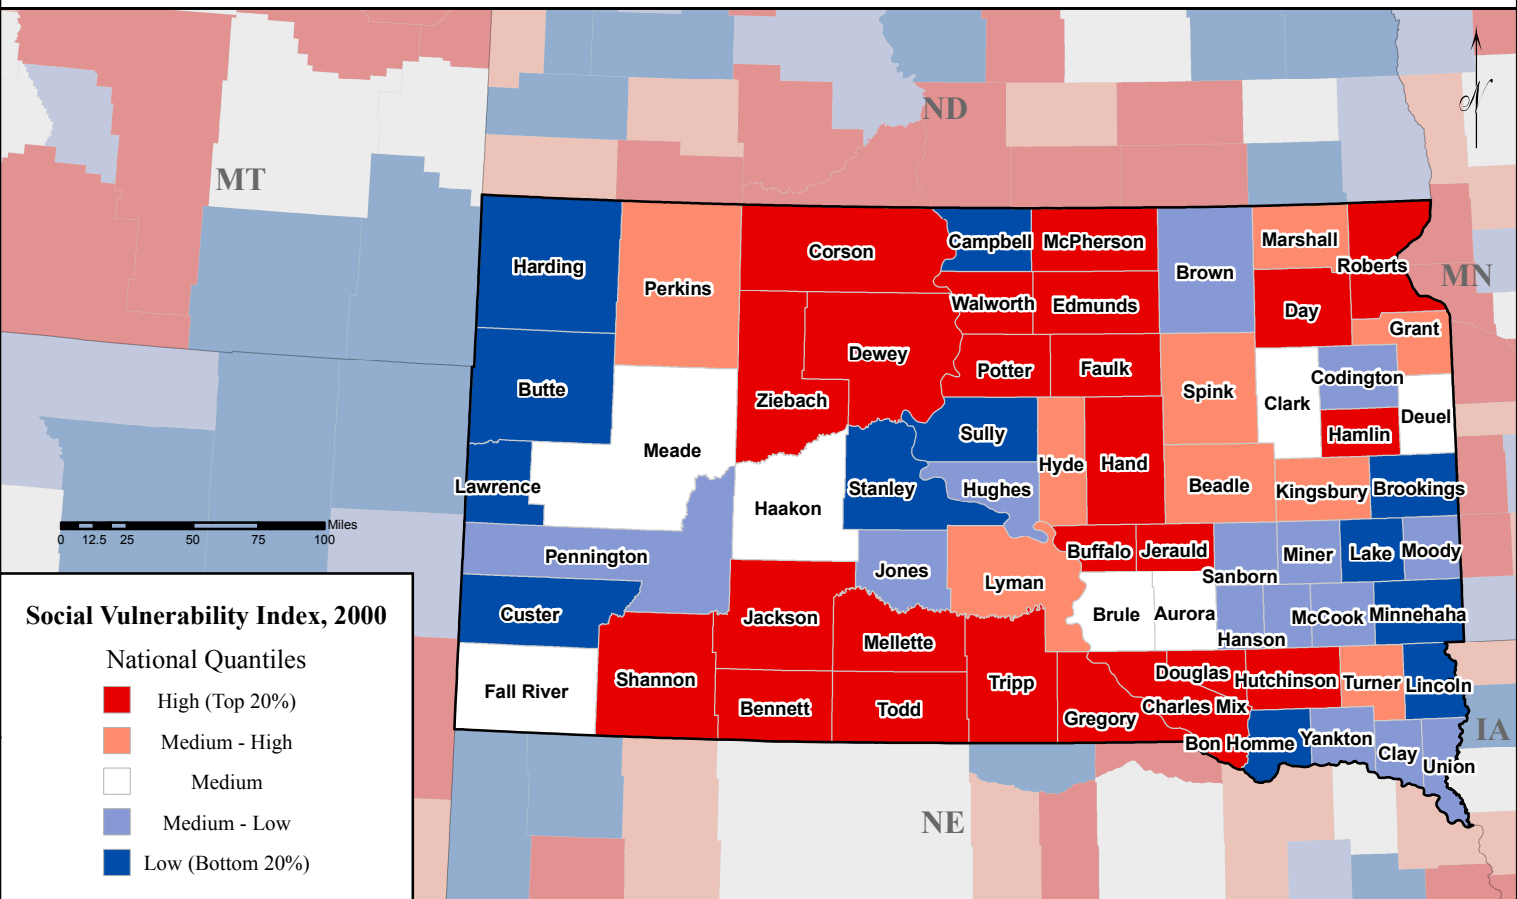 ND
MT
N
MN
Harding
Perkins
Corson
Campbell
McPherson
Brown
Marshall
Roberts
Walworth
Edmunds
Day
Grant
Butte
Dewey
Potter
Faulk
Spink
Clark
Codington
Deuel
Ziebach
Meade
Sully
Hyde
Hand
Hamlin
Lawrence
Haakon
Stanley
Hughes
Beadle
Kingsbury
Brookings
Miles
0 12.5 25 50 75 100
Pennington
Jones
Lyman
Buffalo
Jerauld
Sanborn
Miner
Lake
Moody
Custer
Jackson
Mellette
Brule
Aurora
Hanson
McCook
Minnehaha
Fall River
Shannon
Bennett
Todd
Tripp
Gregory
Douglas
Charles Mix
Hutchinson
Turner
Lincoln
Bon Homme
Yankton
Clay
Union
IA
NE
Social Vulnerability Index, 2000
National Quantiles
High (Top 20%)
Medium - High
Medium
Medium - Low
Low (Bottom 20%)